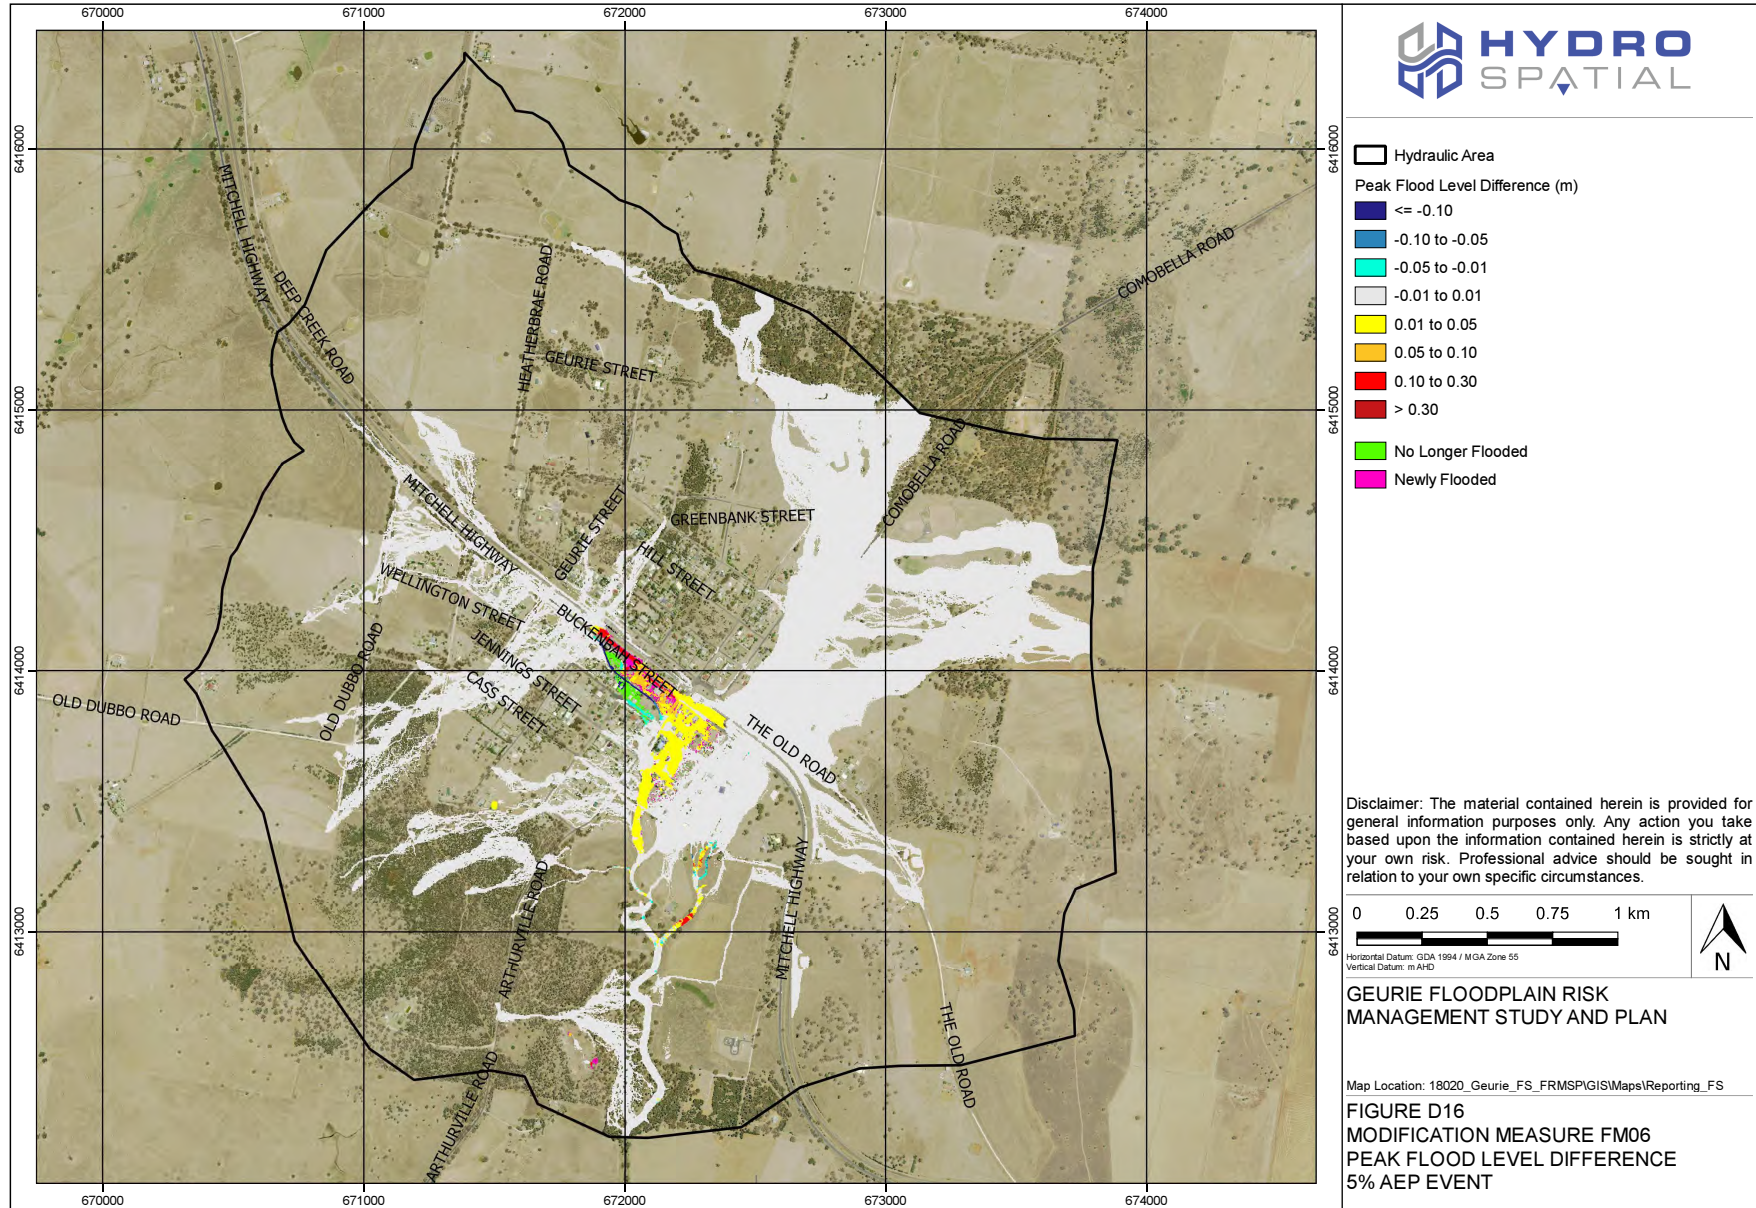 670000
671000
672000
673000
674000
6416000
6416000
6415000
6415000
6414000
6414000
6413000
6413000
MITCHELL HIGHWAY
DEEP CREEK ROAD
HEATHERBRAE ROAD
GEURIE STREET
COMOBELLA ROAD
COMOBELLA ROAD
MITCHELL HIGHWAY
GEURIE STREET
GREENBANK STREET
HILL STREET
WELLINGTON STREET
BUCKENBAH STREET
JENNINGS STREET
CASS STREET
OLD DUBBO ROAD
OLD DUBBO ROAD
THE OLD ROAD
MITCHELL HIGHWAY
ARTHURVILLE ROAD
ARTHURVILLE ROAD
THE OLD ROAD
670000
671000
672000
673000
674000
HYDRO
SPATIAL
Hydraulic Area
Peak Flood Level Difference (m)
<= -0.10
-0.10 to -0.05
-0.05 to -0.01
-0.01 to 0.01
0.01 to 0.05
0.05 to 0.10
0.10 to 0.30
> 0.30
No Longer Flooded
Newly Flooded
Disclaimer: The material contained herein is provided for
general information purposes only. Any action you take
based upon the information contained herein is strictly at
your own risk. Professional advice should be sought in
relation to your own specific circumstances.
0 0.25 0.5 0.75 1 km
Horizontal Datum: GDA 1994 / MGA Zone 55
Vertical Datum: m AHD
N
GEURIE FLOODPLAIN RISK
MANAGEMENT STUDY AND PLAN
Map Location: 18020_Geurie_FS_FRMSP\GIS\Maps\Reporting_FS
FIGURE D16
MODIFICATION MEASURE FM06
PEAK FLOOD LEVEL DIFFERENCE
5% AEP EVENT